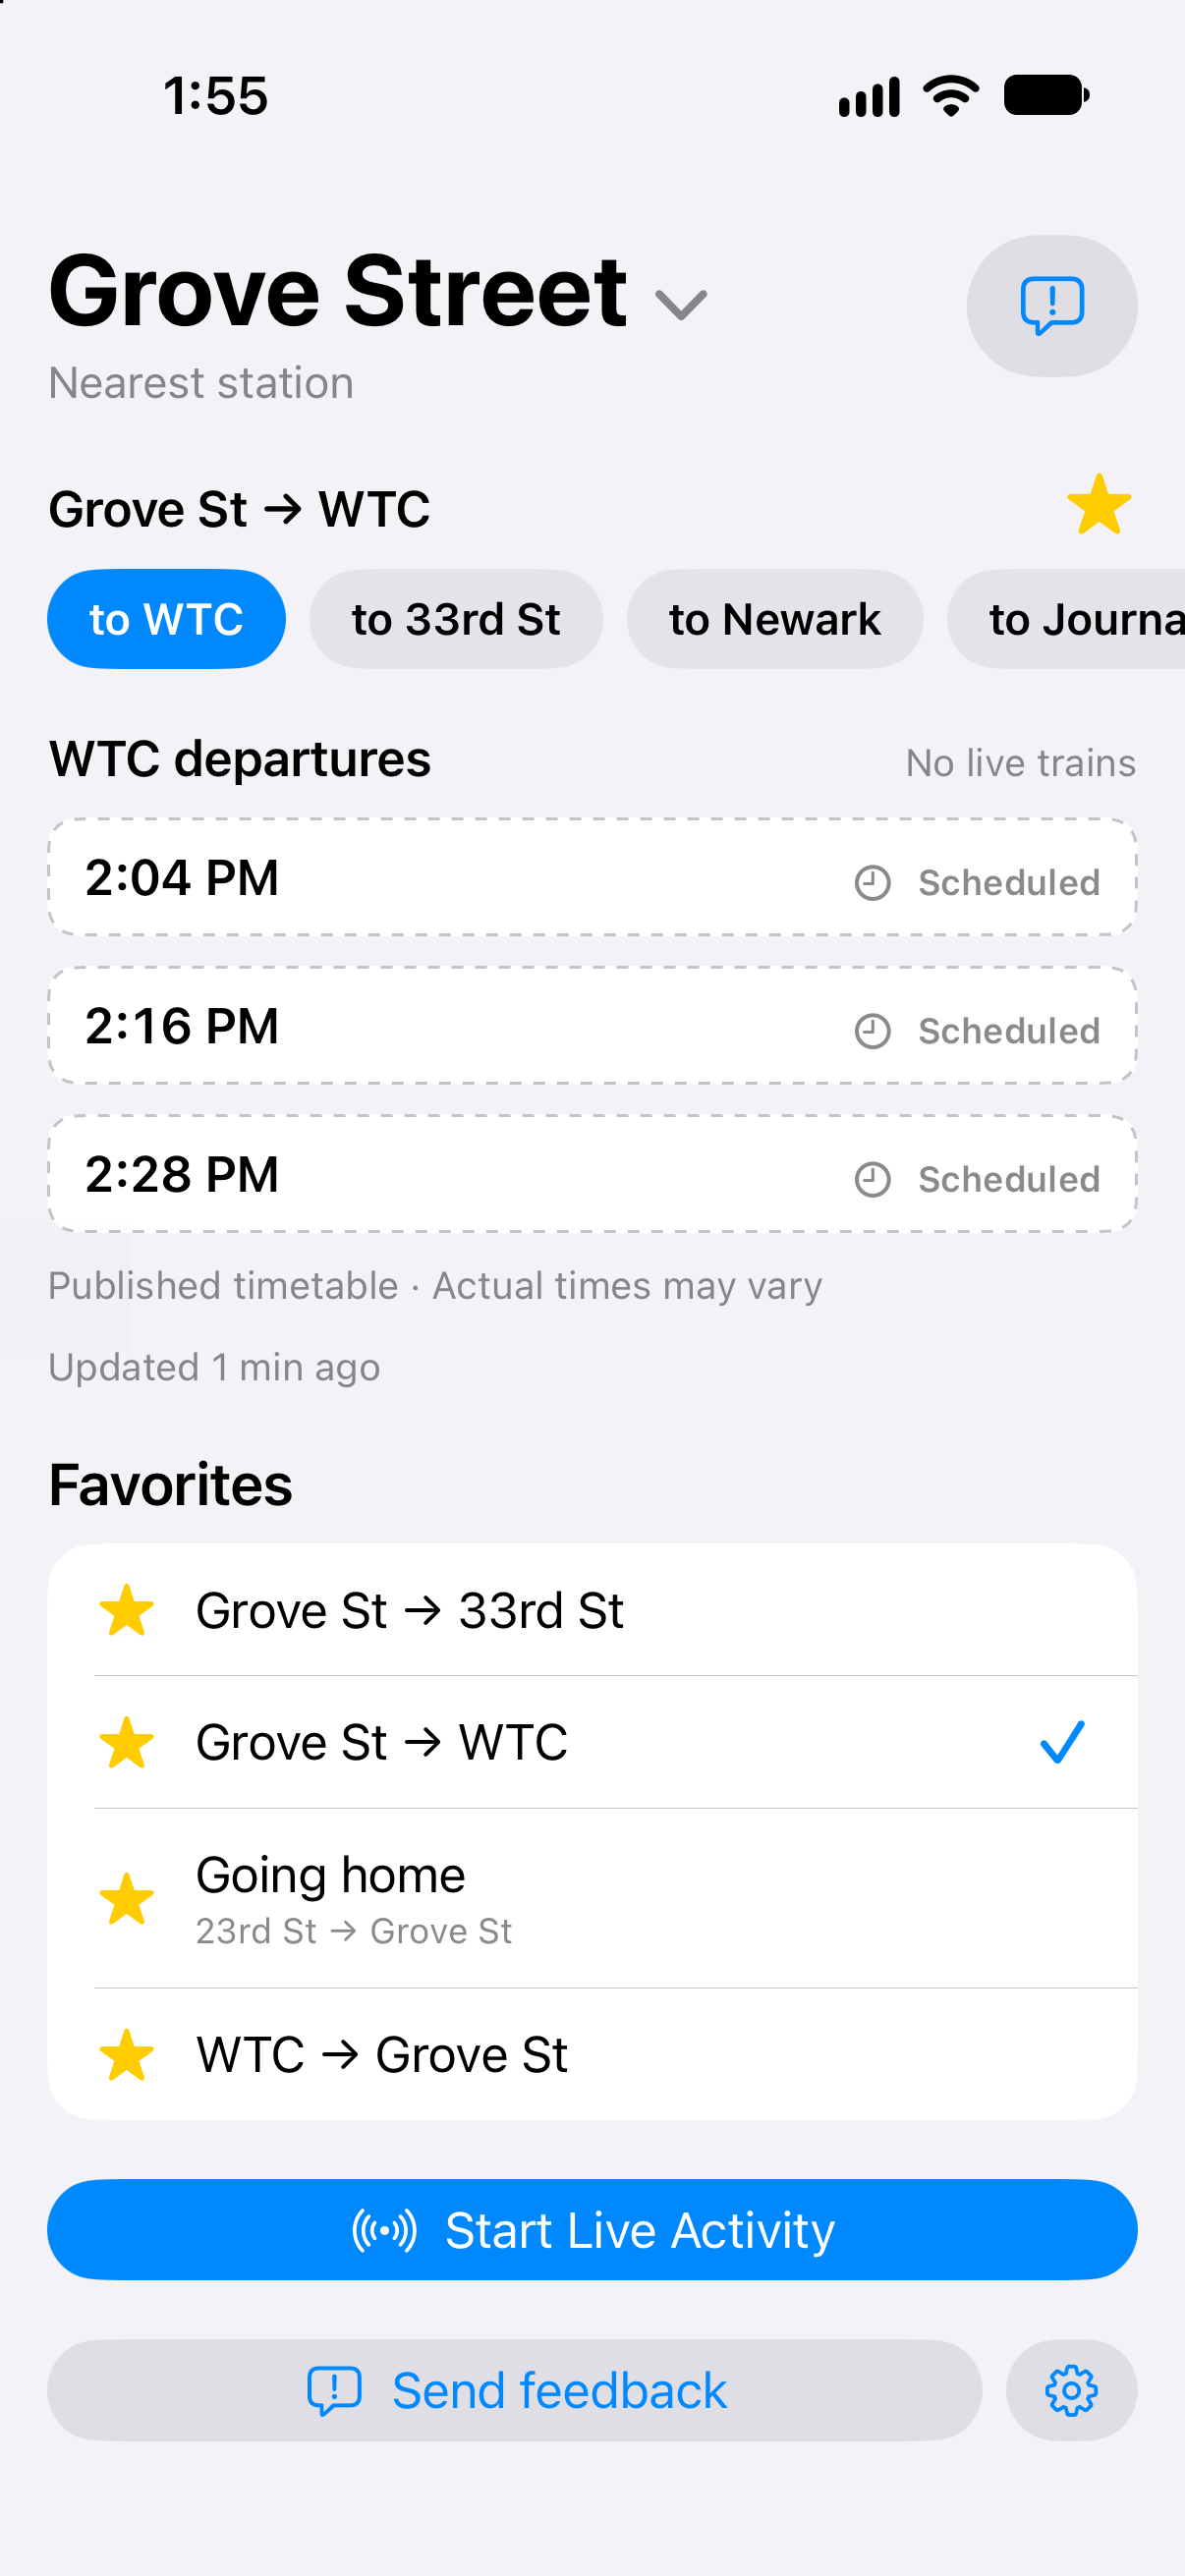 1:55
Grove Street
Nearest station
Grove St → WTC
to WTC
to 33rd St
to Newark
to Journa
WTC departures
No live trains
2:04 PM
Scheduled
2:16 PM
Scheduled
2:28 PM
Scheduled
Published timetable · Actual times may vary
Updated 1 min ago
Favorites
Grove St → 33rd St
Grove St → WTC
Going home
23rd St → Grove St
WTC → Grove St
Start Live Activity
Send feedback